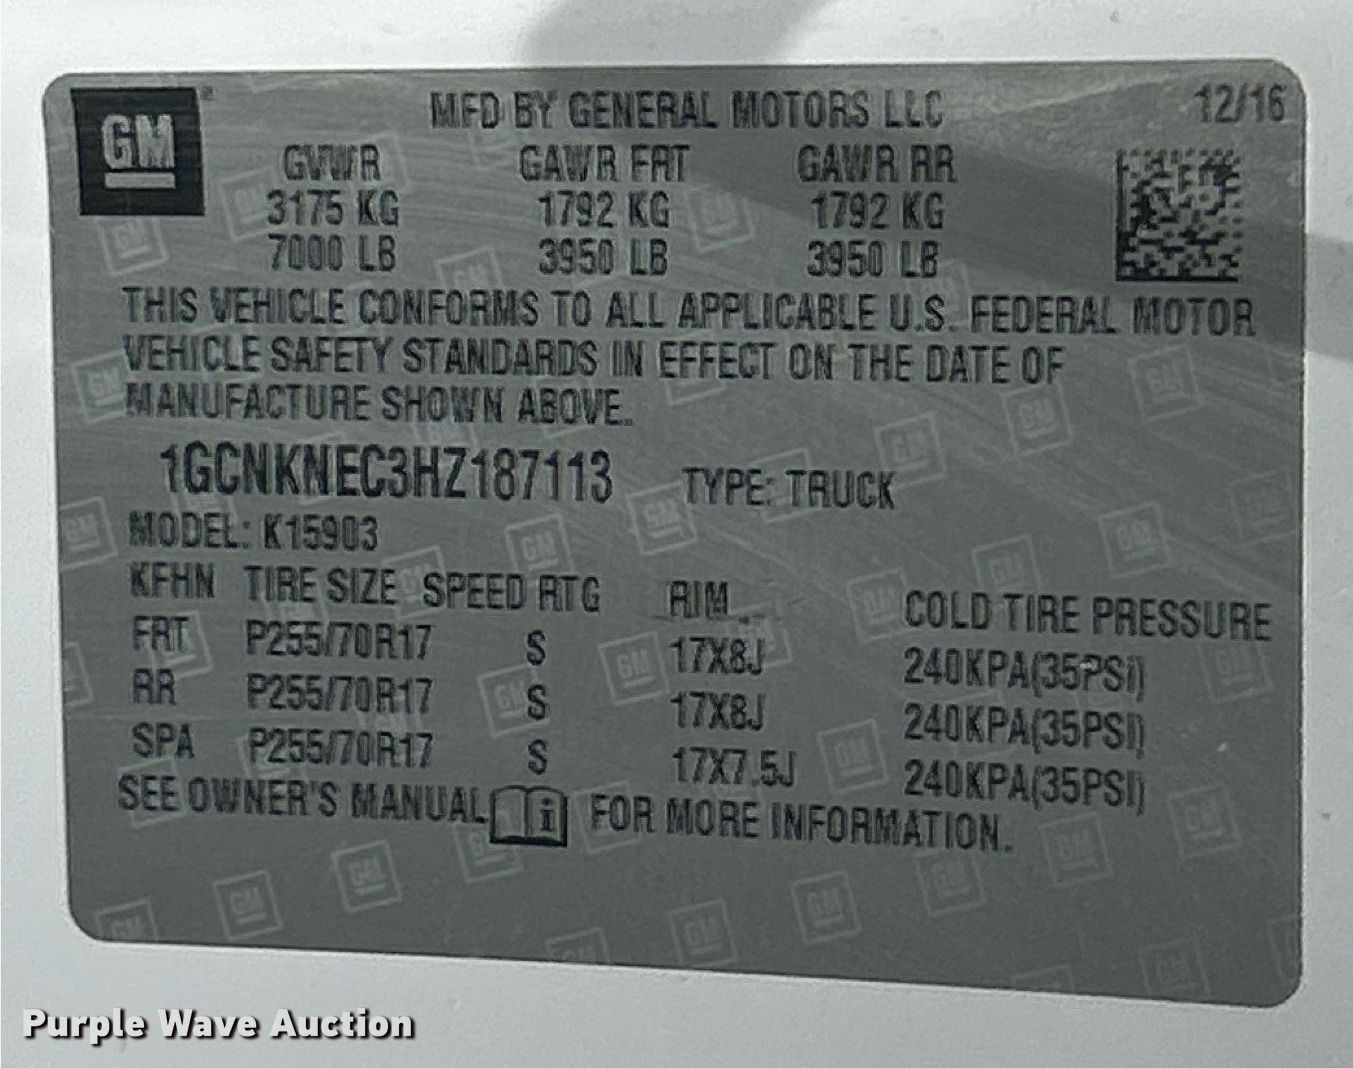 GM
MFD BY GENERAL MOTORS LLC 12/16
GVWR GAWR FRT GAWR RR
3175 KG 1792 KG 1792 KG
7000 LB 3950 LB 3950 LB
THIS VEHICLE CONFORMS TO ALL APPLICABLE U.S. FEDERAL MOTOR
VEHICLE SAFETY STANDARDS IN EFFECT ON THE DATE OF
MANUFACTURE SHOWN ABOVE.
1GCNKNEC3HZ187113 TYPE: TRUCK
MODEL: K15903
KFHN TIRE SIZE SPEED RTG RIM COLD TIRE PRESSURE
FRT P255/70R17 S 17X8J 240KPA(35PSI)
RR P255/70R17 S 17X8J 240KPA(35PSI)
SPA P255/70R17 S 17X7.5J 240KPA(35PSI)
SEE OWNER'S MANUAL i FOR MORE INFORMATION.
Purple Wave Auction